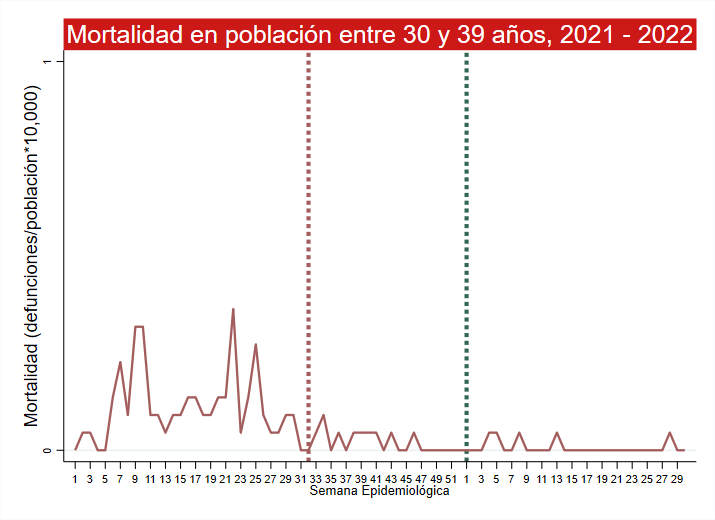 Mortalidad en población entre 30 y 39 años, 2021 - 2022
Mortalidad (defunciones/población*10,000)
1
0
1 3 5 7 9 11 13 15 17 19 21 23 25 27 29 31 33 35 37 39 41 43 45 47 49 51 1 3 5 7 9 11 13 15 17 19 21 23 25 27 29
Semana Epidemiológica